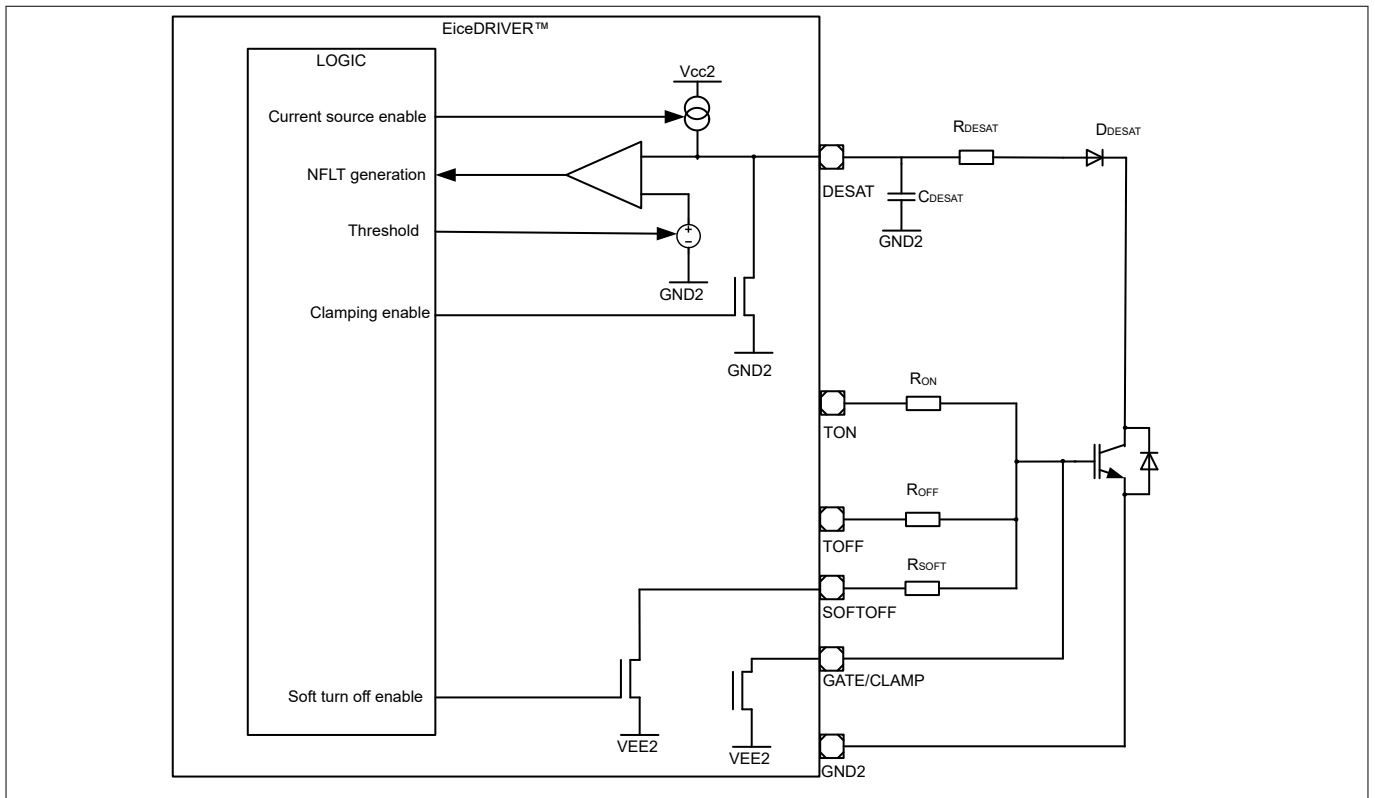 EiceDRIVER™
LOGIC
Vcc2
Current source enable
RDESAT
DDESAT
NFLT generation
DESAT
CDESAT
Threshold
+
-
GND2
GND2
Clamping enable
GND2
RON
TON
ROFF
TOFF
RSOFT
SOFTOFF
GATE/CLAMP
Soft turn off enable
VEE2
VEE2
GND2